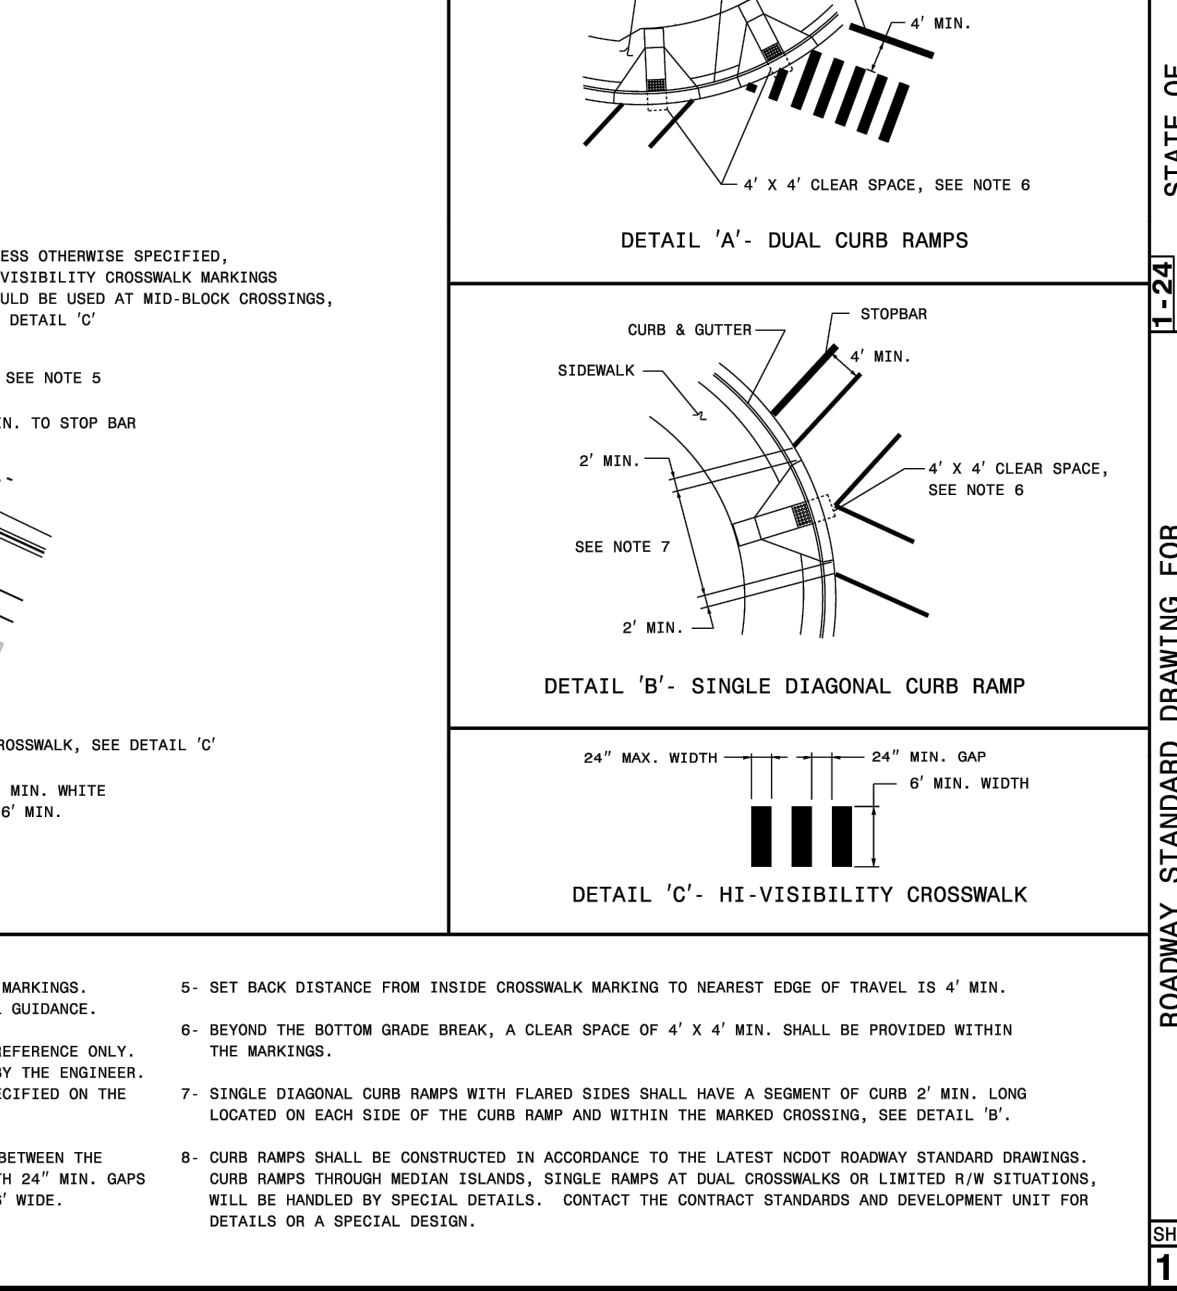 4' MIN.
4' X 4' CLEAR SPACE, SEE NOTE 6
DETAIL 'A'- DUAL CURB RAMPS
ESS OTHERWISE SPECIFIED,
VISIBILITY CROSSWALK MARKINGS
ULD BE USED AT MID-BLOCK CROSSINGS,
DETAIL 'C'
SEE NOTE 5
N. TO STOP BAR
ROSSWALK, SEE DETAIL 'C'
MIN. WHITE
6' MIN.
STOPBAR
CURB & GUTTER
4' MIN.
SIDEWALK
2' MIN.
4' X 4' CLEAR SPACE,
SEE NOTE 6
SEE NOTE 7
2' MIN.
DETAIL 'B'- SINGLE DIAGONAL CURB RAMP
24" MAX. WIDTH
24" MIN. GAP
6' MIN. WIDTH
DETAIL 'C'- HI-VISIBILITY CROSSWALK
MARKINGS.
GUIDANCE.
REFERENCE ONLY.
BY THE ENGINEER.
ECIFIED ON THE
BETWEEN THE
TH 24" MIN. GAPS
6' WIDE.
5- SET BACK DISTANCE FROM INSIDE CROSSWALK MARKING TO NEAREST EDGE OF TRAVEL IS 4' MIN.
6- BEYOND THE BOTTOM GRADE BREAK, A CLEAR SPACE OF 4' X 4' MIN. SHALL BE PROVIDED WITHIN
THE MARKINGS.
7- SINGLE DIAGONAL CURB RAMPS WITH FLARED SIDES SHALL HAVE A SEGMENT OF CURB 2' MIN. LONG
LOCATED ON EACH SIDE OF THE CURB RAMP AND WITHIN THE MARKED CROSSING, SEE DETAIL 'B'.
8- CURB RAMPS SHALL BE CONSTRUCTED IN ACCORDANCE TO THE LATEST NCDOT ROADWAY STANDARD DRAWINGS.
CURB RAMPS THROUGH MEDIAN ISLANDS, SINGLE RAMPS AT DUAL CROSSWALKS OR LIMITED R/W SITUATIONS,
WILL BE HANDLED BY SPECIAL DETAILS.  CONTACT THE CONTRACT STANDARDS AND DEVELOPMENT UNIT FOR
DETAILS OR A SPECIAL DESIGN.
STATE OF
1-24
ROADWAY STANDARD DRAWING FOR
SH
1